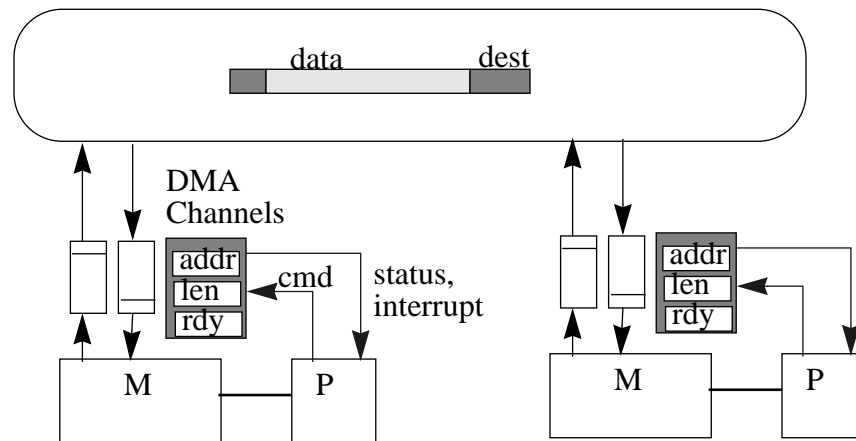 data dest
DMA
Channels
addr
len
rdy
cmd
status,
interrupt
M
P
addr
len
rdy
M
P